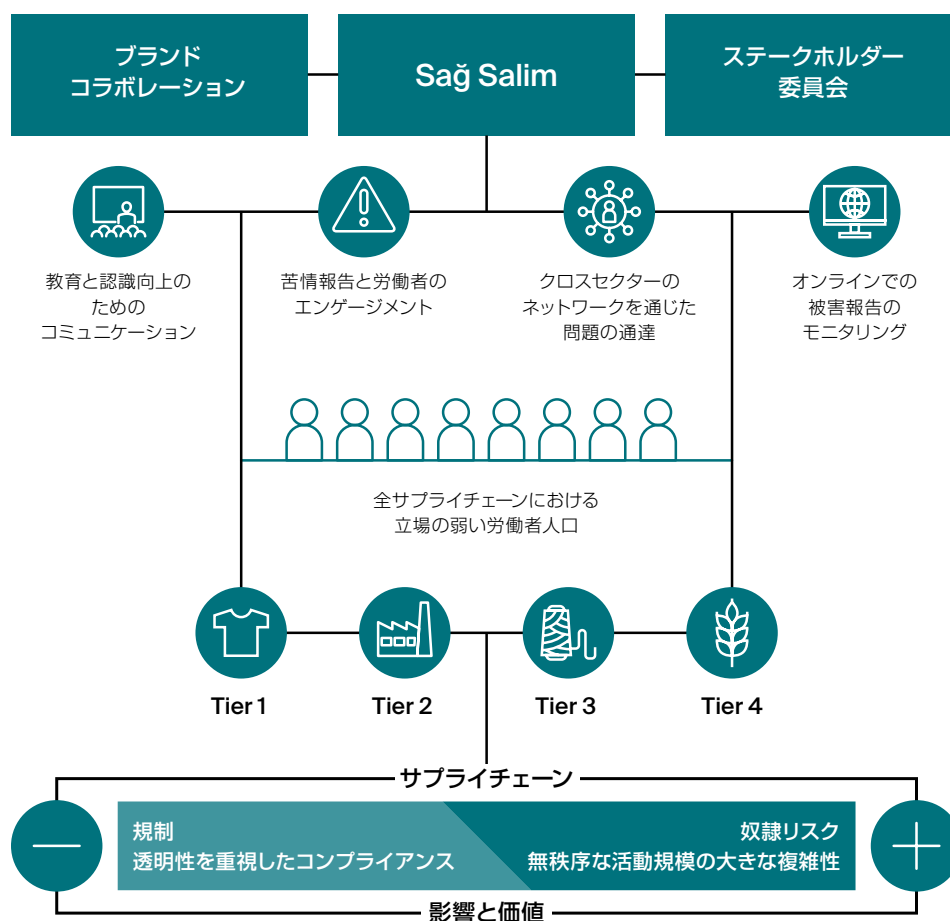 ブランド
コラボレーション
Sağ Salim
ステークホルダー
委員会
教育と認識向上の
ための
コミュニケーション
苦情報告と労働者の
エンゲージメント
クロスセクターの
ネットワークを通じた
問題の通達
オンラインでの
被害報告の
モニタリング
全サプライチェーンにおける
立場の弱い労働者人口
Tier 1
Tier 2
Tier 3
Tier 4
サプライチェーン
規制
透明性を重視したコンプライアンス
奴隷リスク
無秩序な活動規模の大きな複雑性
影響と価値